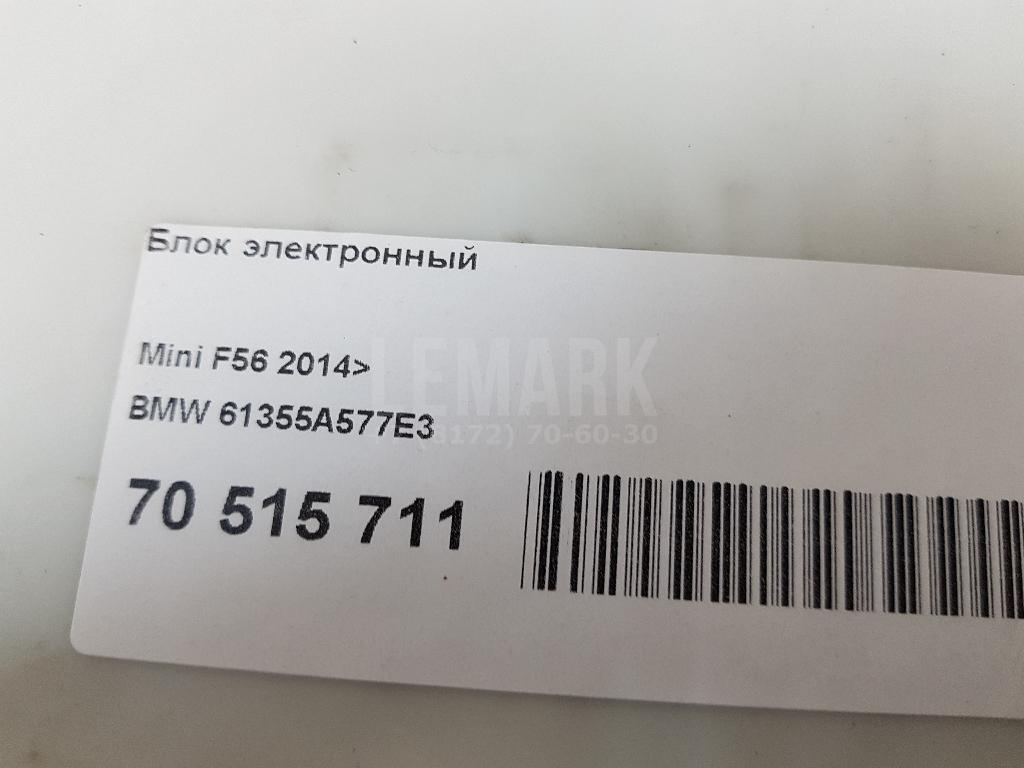 Блок электронный
Mini F56 2014>
LEMARK
BMW 61355A577E3
(8172) 70-60-30
70 515 711